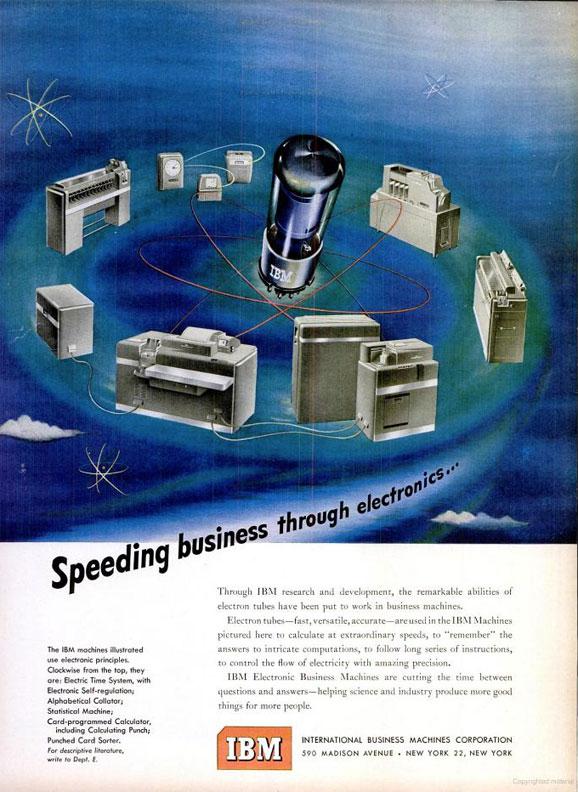 IBM
Speeding business through electronics...
Through IBM research and development, the remarkable abilities of
electron tubes have been put to work in business machines.
Electron tubes—fast, versatile, accurate—are used in the IBM Machines
pictured here to calculate at extraordinary speeds, to "remember" the
answers to intricate computations, to follow long series of instructions,
to control the flow of electricity with amazing precision.
IBM Electronic Business Machines are cutting the time between
questions and answers—helping science and industry produce more good
things for more people.
The IBM machines illustrated
use electronic principles.
Clockwise from the top, they
are: Electric Time System, with
Electronic Self-regulation;
Alphabetical Collator;
Statistical Machine;
Card-programmed Calculator,
including Calculating Punch;
Punched Card Sorter.
For descriptive literature,
write to Dept. E.
IBM
INTERNATIONAL BUSINESS MACHINES CORPORATION
590 MADISON AVENUE • NEW YORK 22, NEW YORK
Copyrighted material